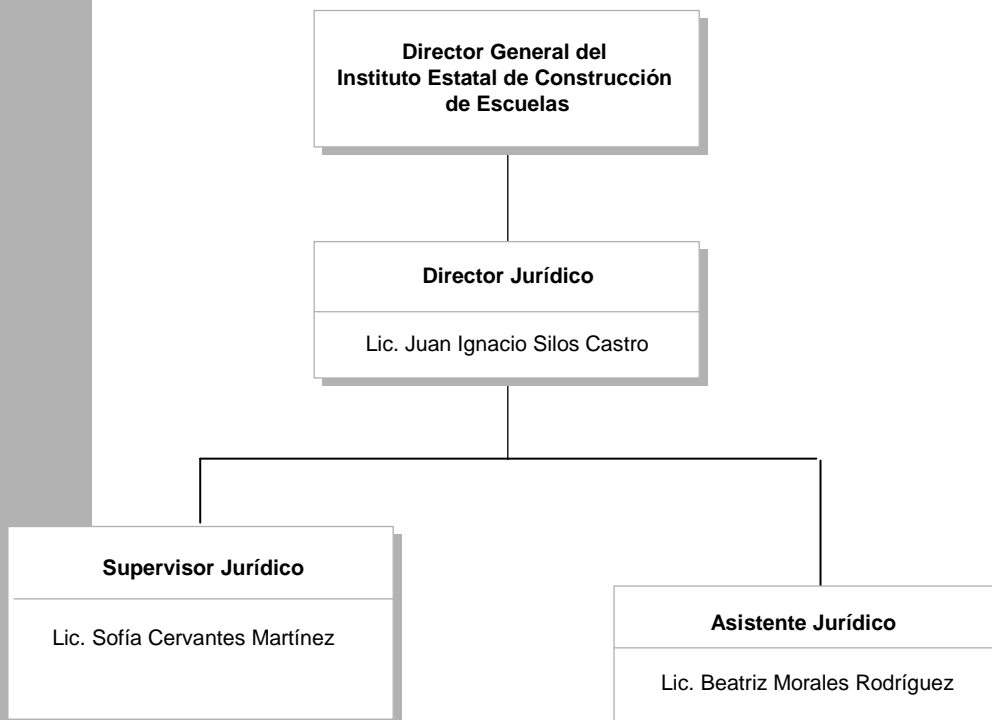 Director General del
Instituto Estatal de Construcción
de Escuelas
Director Jurídico
Lic. Juan Ignacio Silos Castro
Supervisor Jurídico
Lic. Sofía Cervantes Martínez
Asistente Jurídico
Lic. Beatriz Morales Rodríguez